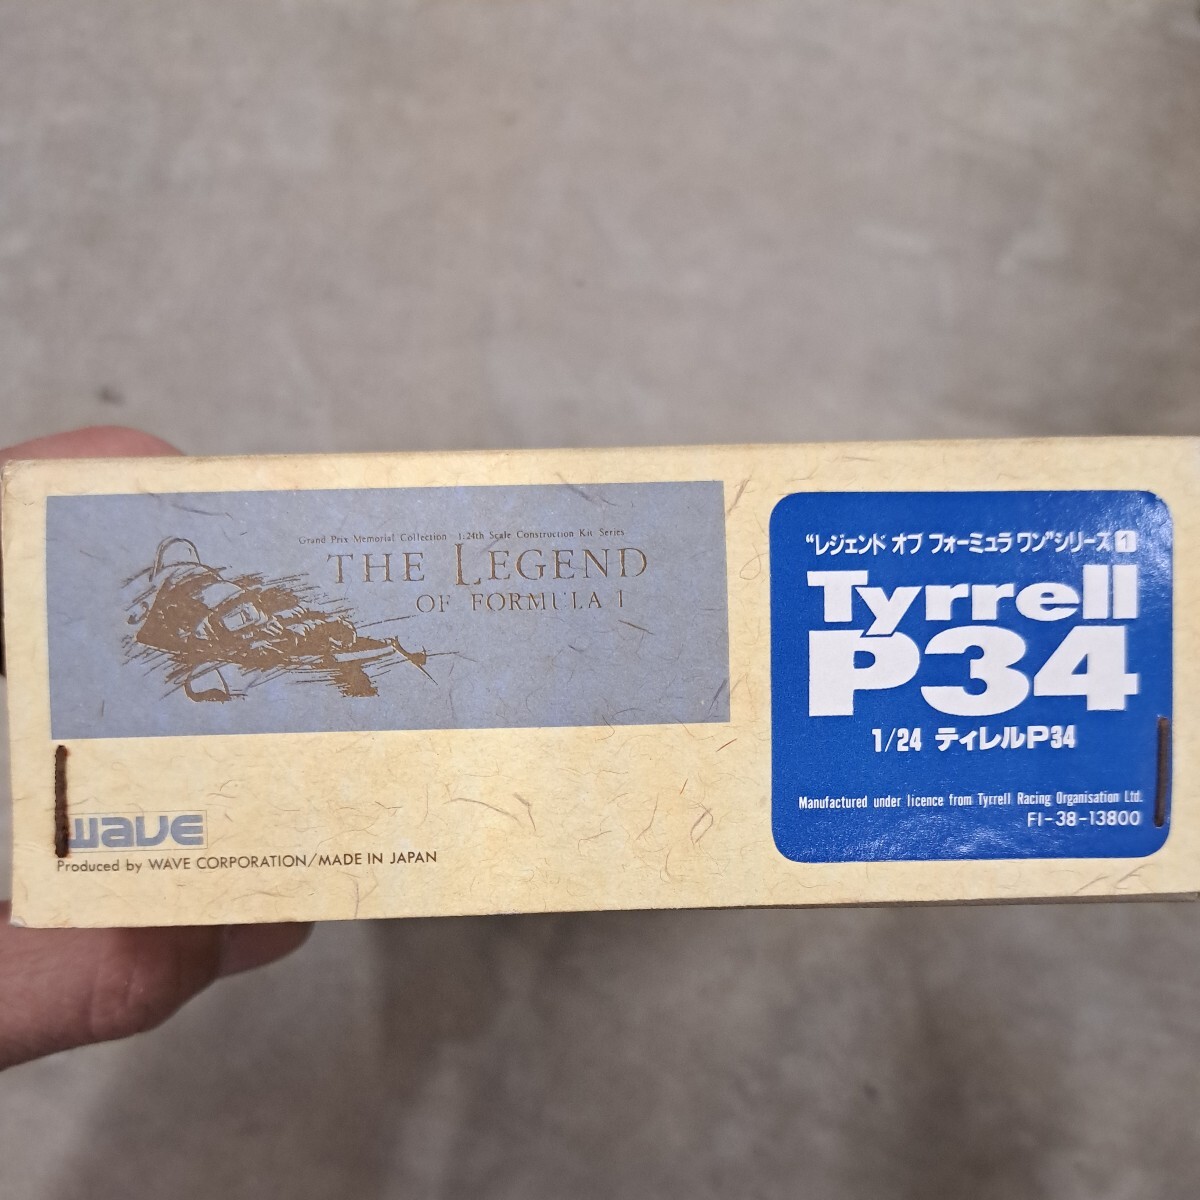 Grand Prix Memorial Collection 1:24th Scale Construction Kit Series
THE LEGEND
OF FORMULA 1
wave
Produced by WAVE CORPORATION/MADE IN JAPAN
“レジェンド オブ フォーミュラ ワン”シリーズ 1
Tyrrell
P34
1/24 ティレルP34
Manufactured under licence from Tyrrell Racing Organisation Ltd.
FI-38-13800